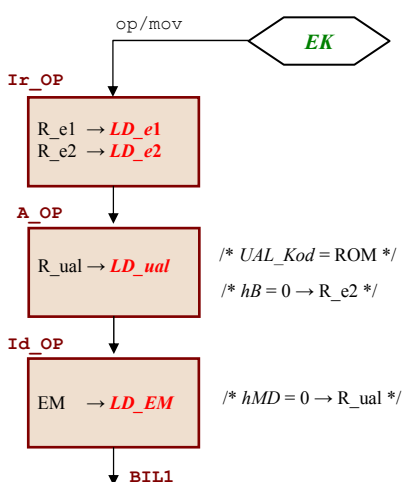 op/mov
EK
Ir_OP
R_e1 → LD_e1
R_e2 → LD_e2
A_OP
R_ual → LD_ual
/* UAL_Kod = ROM */
/* hB = 0 → R_e2 */
Id_OP
EM → LD_EM
/* hMD = 0 → R_ual */
BIL1